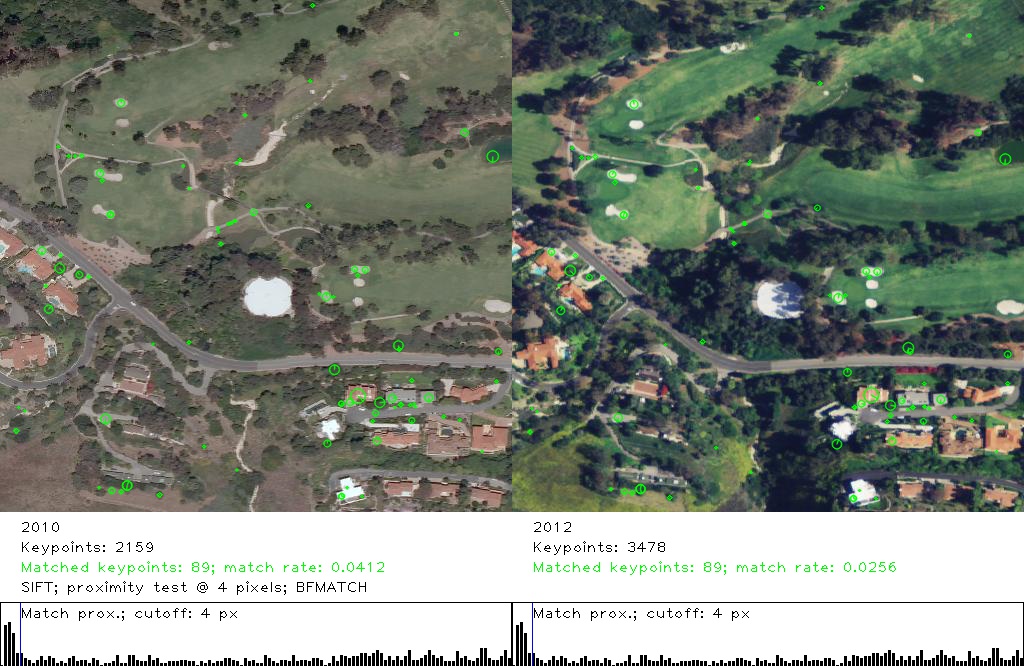 2010
Keypoints: 2159
Matched keypoints: 89; match rate: 0.0412
SIFT; proximity test @ 4 pixels; BFMATCH
Match prox.; cutoff: 4 px
2012
Keypoints: 3478
Matched keypoints: 89; match rate: 0.0256
Match prox.; cutoff: 4 px